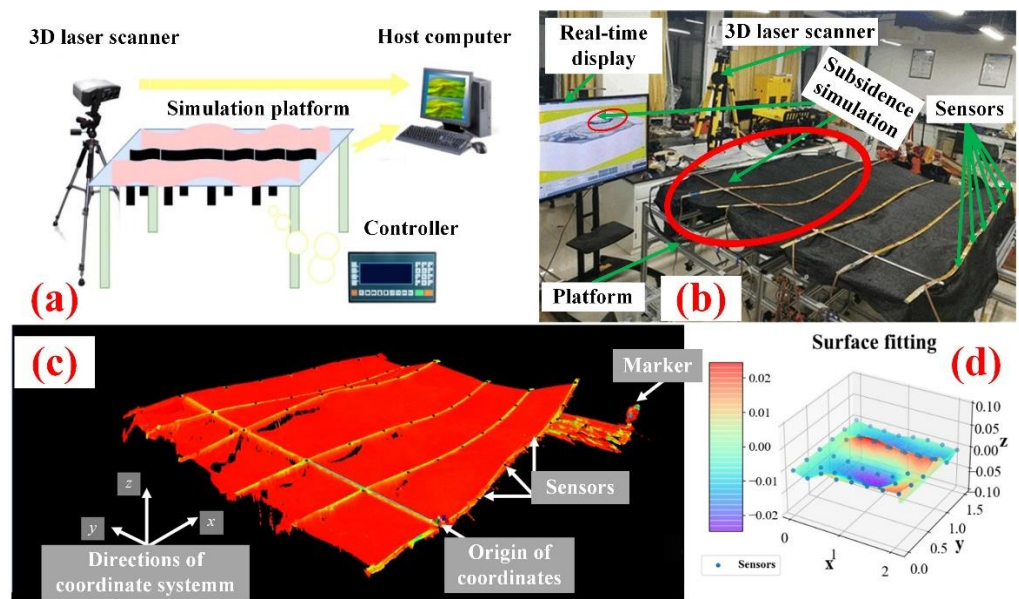 3D laser scanner
Host computer
Simulation platform
Controller
(a)
Real-time
display
3D laser scanner
Subsidence
simulation
Sensors
Platform
(b)
(c)
Marker
Sensors
Origin of
coordinates
z
y
x
Directions of
coordinate systemm
Surface fitting
(d)
0.02
0.01
0.00
−0.01
−0.02
0.10
0.05
z
0.00
−0.05
−0.10
1.5
1.0
y
0.5
0.0
0
1
x
2
Sensors